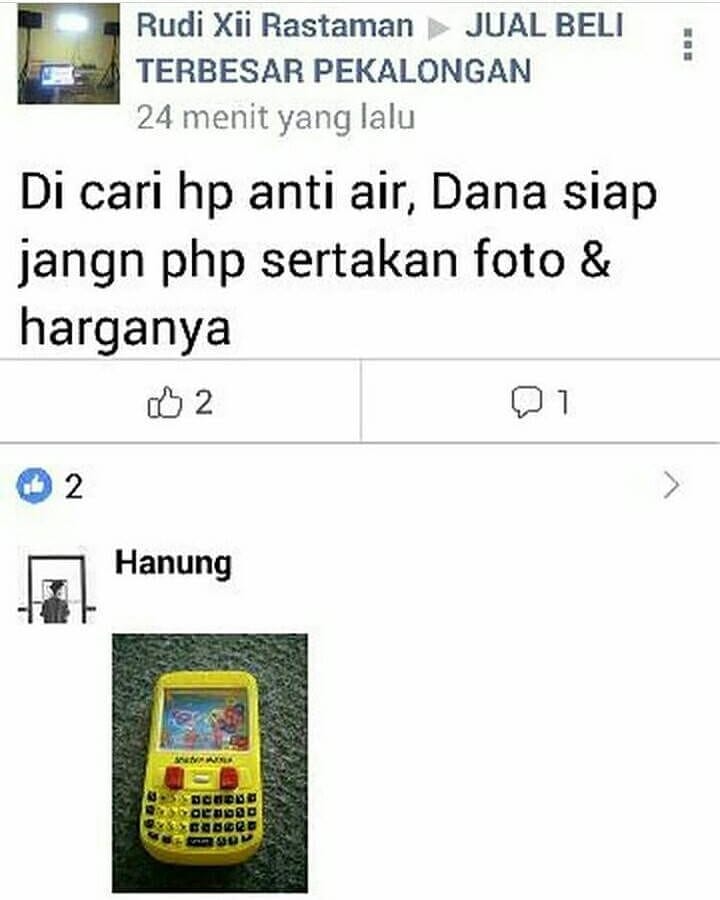 Rudi Xii Rastaman ▶ JUAL BELI
TERBESAR PEKALONGAN
24 menit yang lalu
Di cari hp anti air, Dana siap
jangn php sertakan foto &
harganya
2
1
2
Hanung